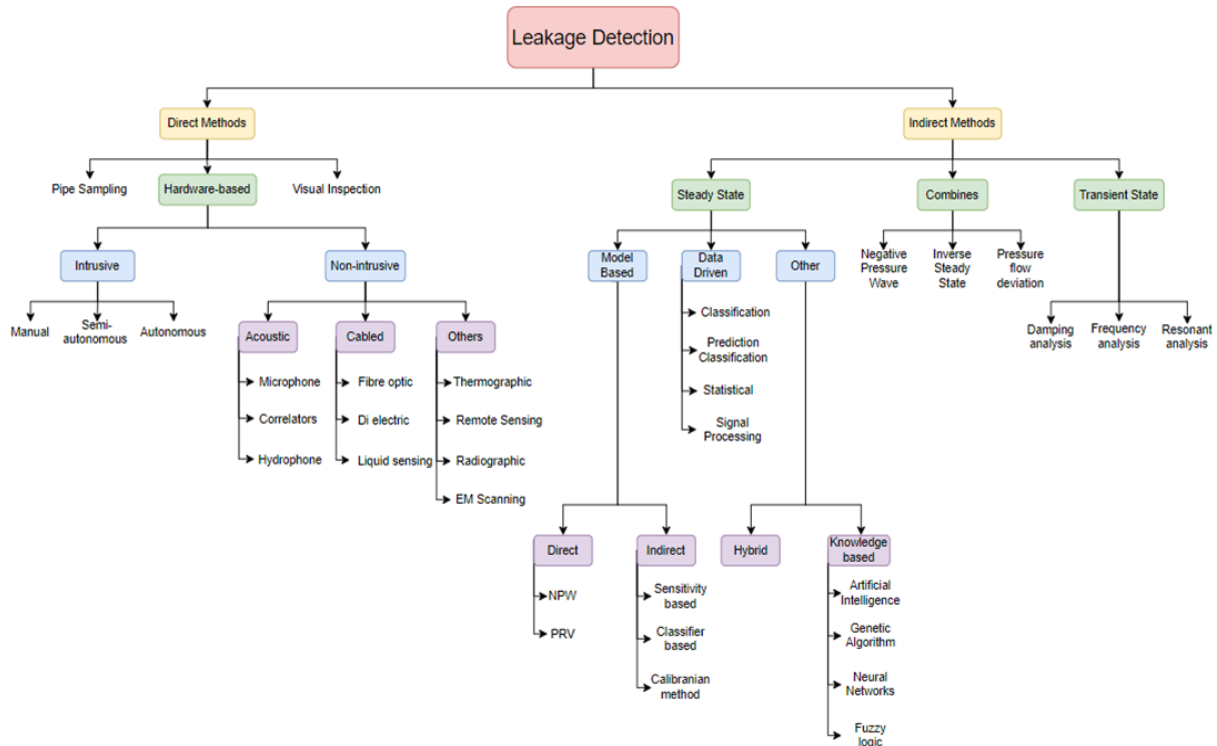 Leakage Detection
Direct Methods
Indirect Methods
Pipe Sampling
Hardware-based
Visual Inspection
Steady State
Combines
Transient State
Intrusive
Non-intrusive
Model
Based
Data
Driven
Other
Negative
Pressure
Wave
Inverse
Steady
State
Pressure
flow
deviation
Manual
Semi-
autonomous
Autonomous
Acoustic
Cabled
Others
Classification
Prediction
Classification
Statistical
Signal
Processing
Damping
analysis
Frequency
analysis
Resonant analysis
Microphone
Correlators
Hydrophone
Fibre optic
Di electric
Liquid sensing
Thermographic
Remote Sensing
Radiographic
EM Scanning
Direct
Indirect
Hybrid
Knowledge
based
NPW
PRV
Sensitivity
based
Classifier
based
Calibranian
method
Artificial
Intelligence
Genetic
Algorithm
Neural
Networks
Fuzzy
logic